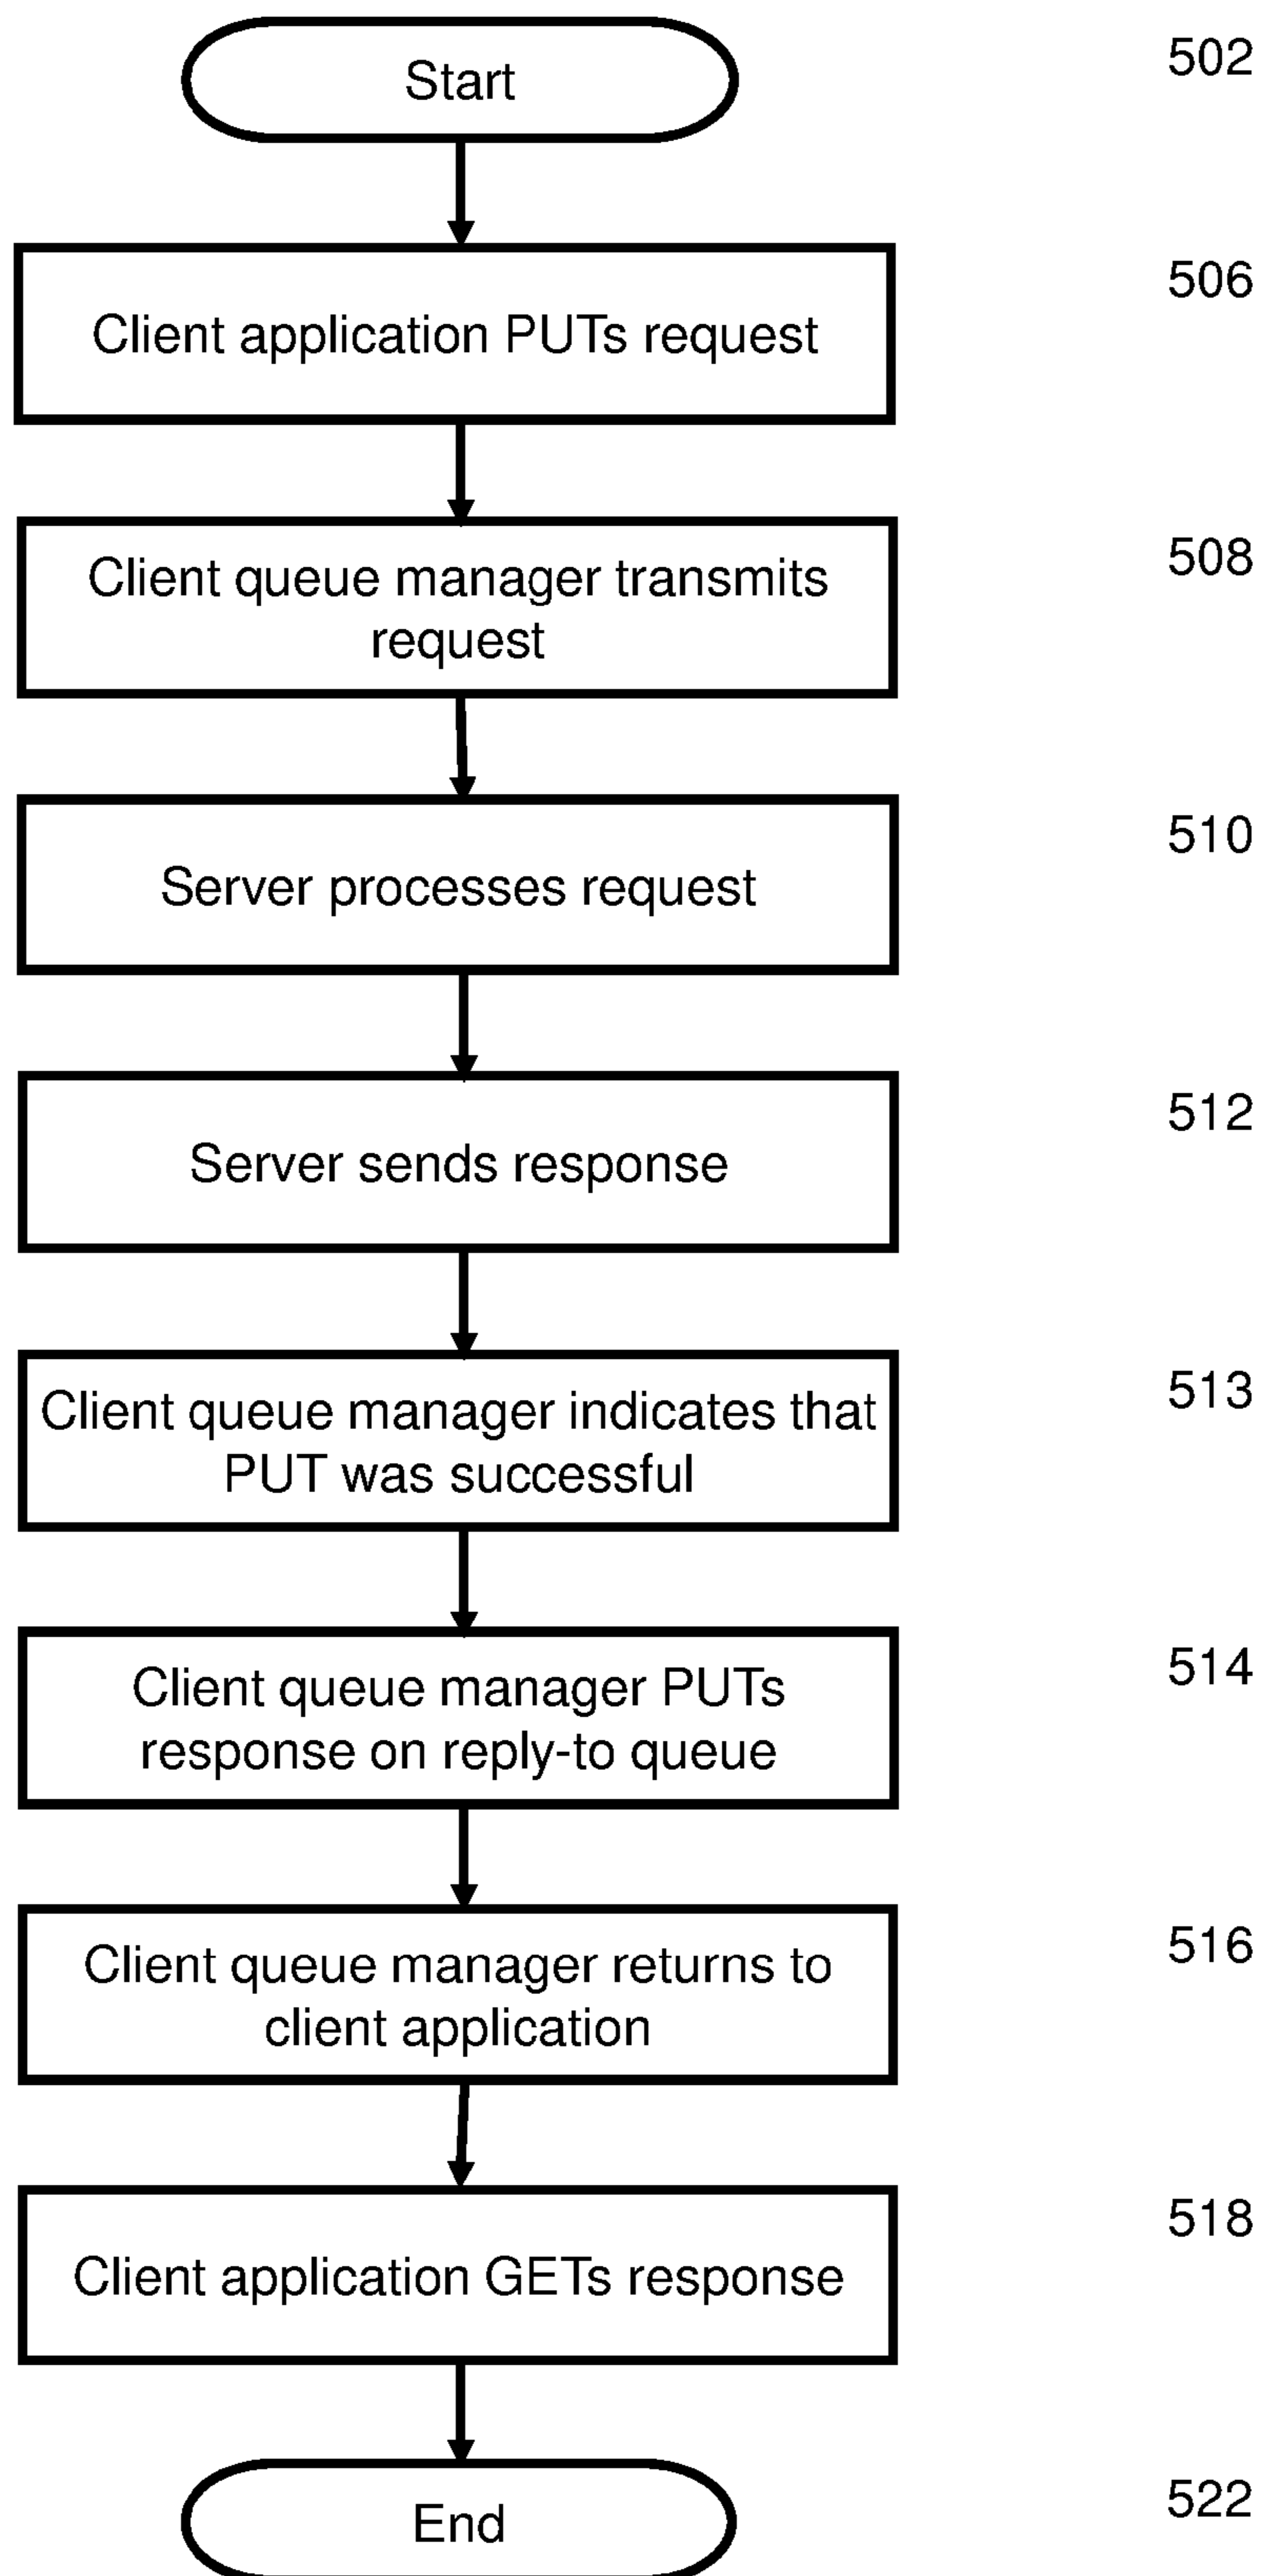 Start
502
Client application PUTs request
506
Client queue manager transmits
request
508
Server processes request
510
Server sends response
512
Client queue manager indicates that
PUT was successful
513
Client queue manager PUTs
response on reply-to queue
514
Client queue manager returns to
client application
516
Client application GETs response
518
End
522